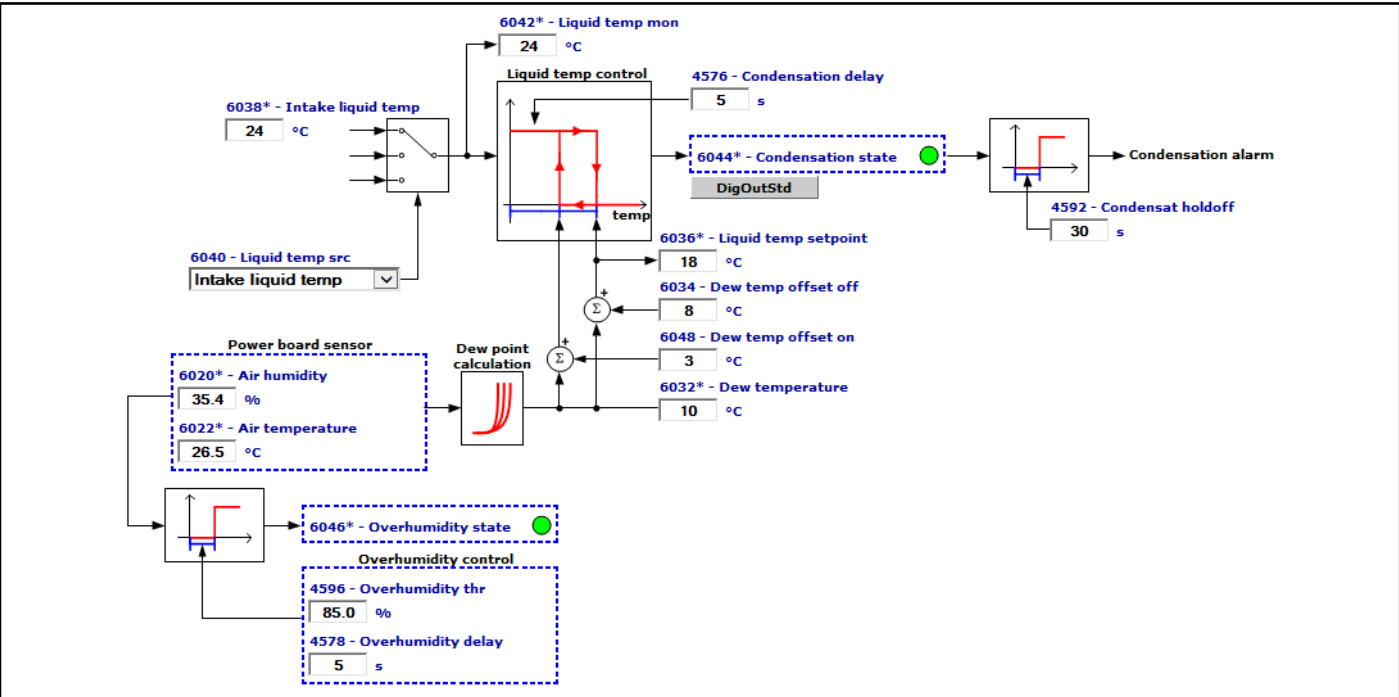 6042* - Liquid temp mon
24 °C
Liquid temp control
4576 - Condensation delay
5 s
6038* - Intake liquid temp
24 °C
6044* - Condensation state
DigOutStd
Condensation alarm
temp
4592 - Condensat holdoff
30 s
6036* - Liquid temp setpoint
18 °C
6040 - Liquid temp src
Intake liquid temp
6034 - Dew temp offset off
+
Σ
8 °C
6048 - Dew temp offset on
+
Σ
3 °C
Power board sensor
Dew point
calculation
6020* - Air humidity
35.4 %
6032* - Dew temperature
10 °C
6022* - Air temperature
26.5 °C
6046* - Overhumidity state
Overhumidity control
4596 - Overhumidity thr
85.0 %
4578 - Overhumidity delay
5 s